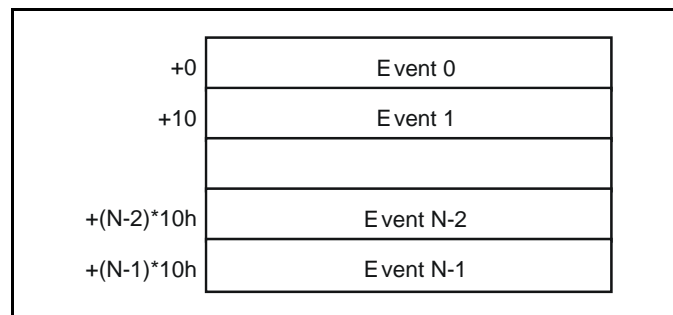 +0 Event 0
+10 Event 1
+(N-2)*10h Event N-2
+(N-1)*10h Event N-1